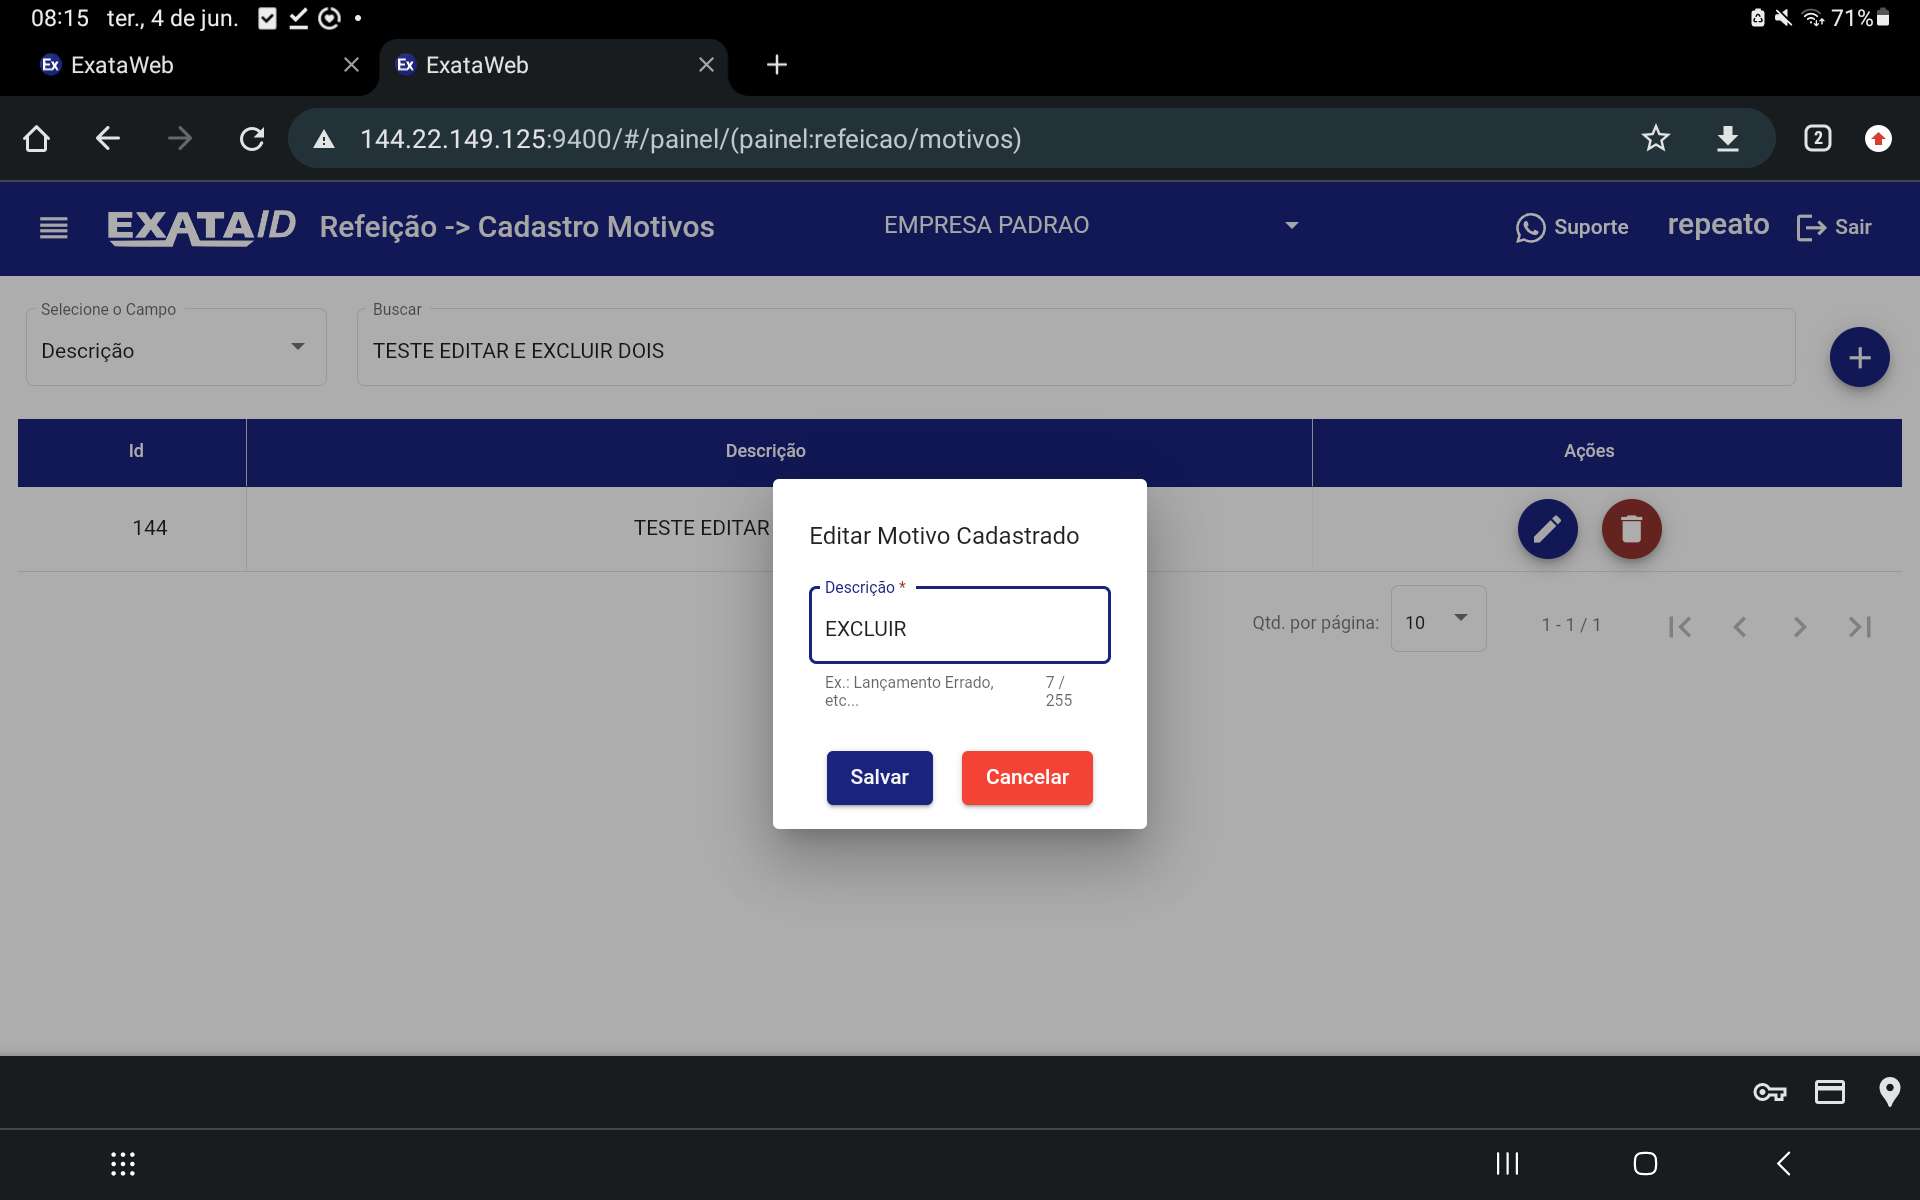 08:15 ter., 4 de jun. 71%
Ex ExataWeb Ex ExataWeb
144.22.149.125:9400/#/painel/(painel:refeicao/motivos) 2
EXATAID Refeição -> Cadastro Motivos EMPRESA PADRAO Suporte repeato Sair
Selecione o Campo Buscar
Descrição TESTE EDITAR E EXCLUIR DOIS
Id Descrição Ações
144 TESTE EDITAR
Editar Motivo Cadastrado
Descrição *
EXCLUIR
Qtd. por página: 10 1 - 1 / 1
Ex.: Lançamento Errado, 7 /
etc... 255
Salvar Cancelar